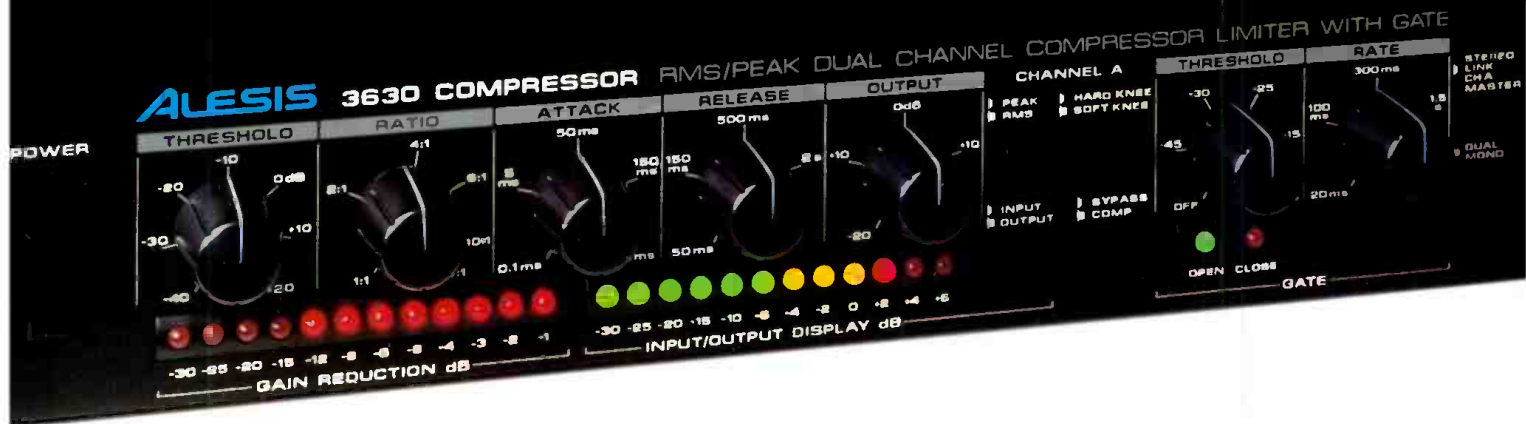 RMS/PEAK DUAL CHANNEL COMPRESSOR LIMITER WITH GATE
ALESIS 3630 COMPRESSOR
POWER
THRESHOLD
-40 -30 -20 -10 0dB +10 20
RATIO
1:1 2:1 4:1 6:1 10:1 :1
ATTACK
0.1ms 5 ms 50ms 150 ms ms
RELEASE
50ms 150 ms 500ms 2s
OUTPUT
-20 +10 0dB +10
CHANNEL A
PEAK
RMS
HARD KNEE
SOFT KNEE
INPUT
OUTPUT
BYPASS
COMP
THRESHOLD
OFF -45 -30 -25 -15
RATE
20ms 100 ms 300ms 1.5 s
STEREO
LINK
CH A
MASTER
DUAL
MONO
OPEN CLOSE
GATE
-30 -25 -20 -15 -12 -8 -6 -4 -3 -2 -1
GAIN REDUCTION dB
-30 -25 -20 -15 -10 -6 -4 -2 0 +2 +4 +6
INPUT/OUTPUT DISPLAY dB